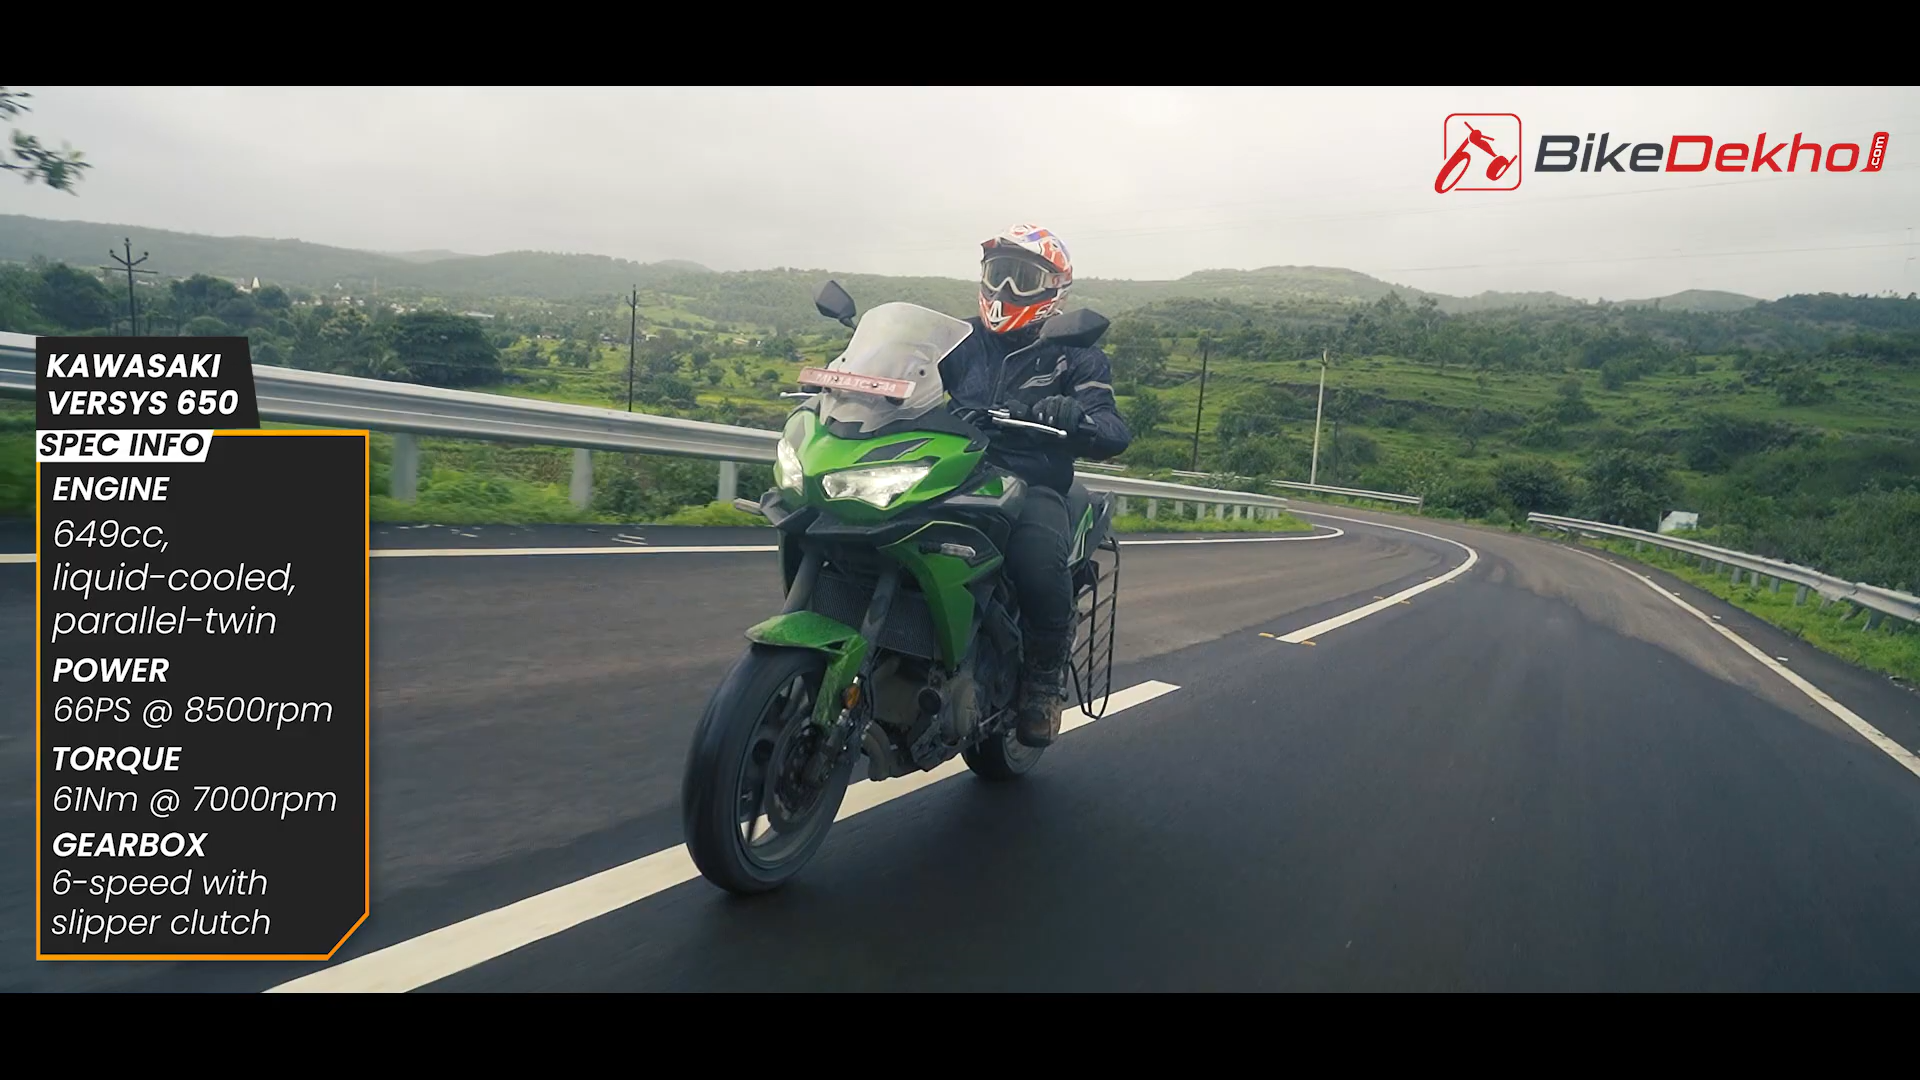 BikeDekho.com
KAWASAKI
VERSYS 650
SPEC INFO
ENGINE
649cc,
liquid-cooled,
parallel-twin
POWER
66PS @ 8500rpm
TORQUE
61Nm @ 7000rpm
GEARBOX
6-speed with
slipper clutch